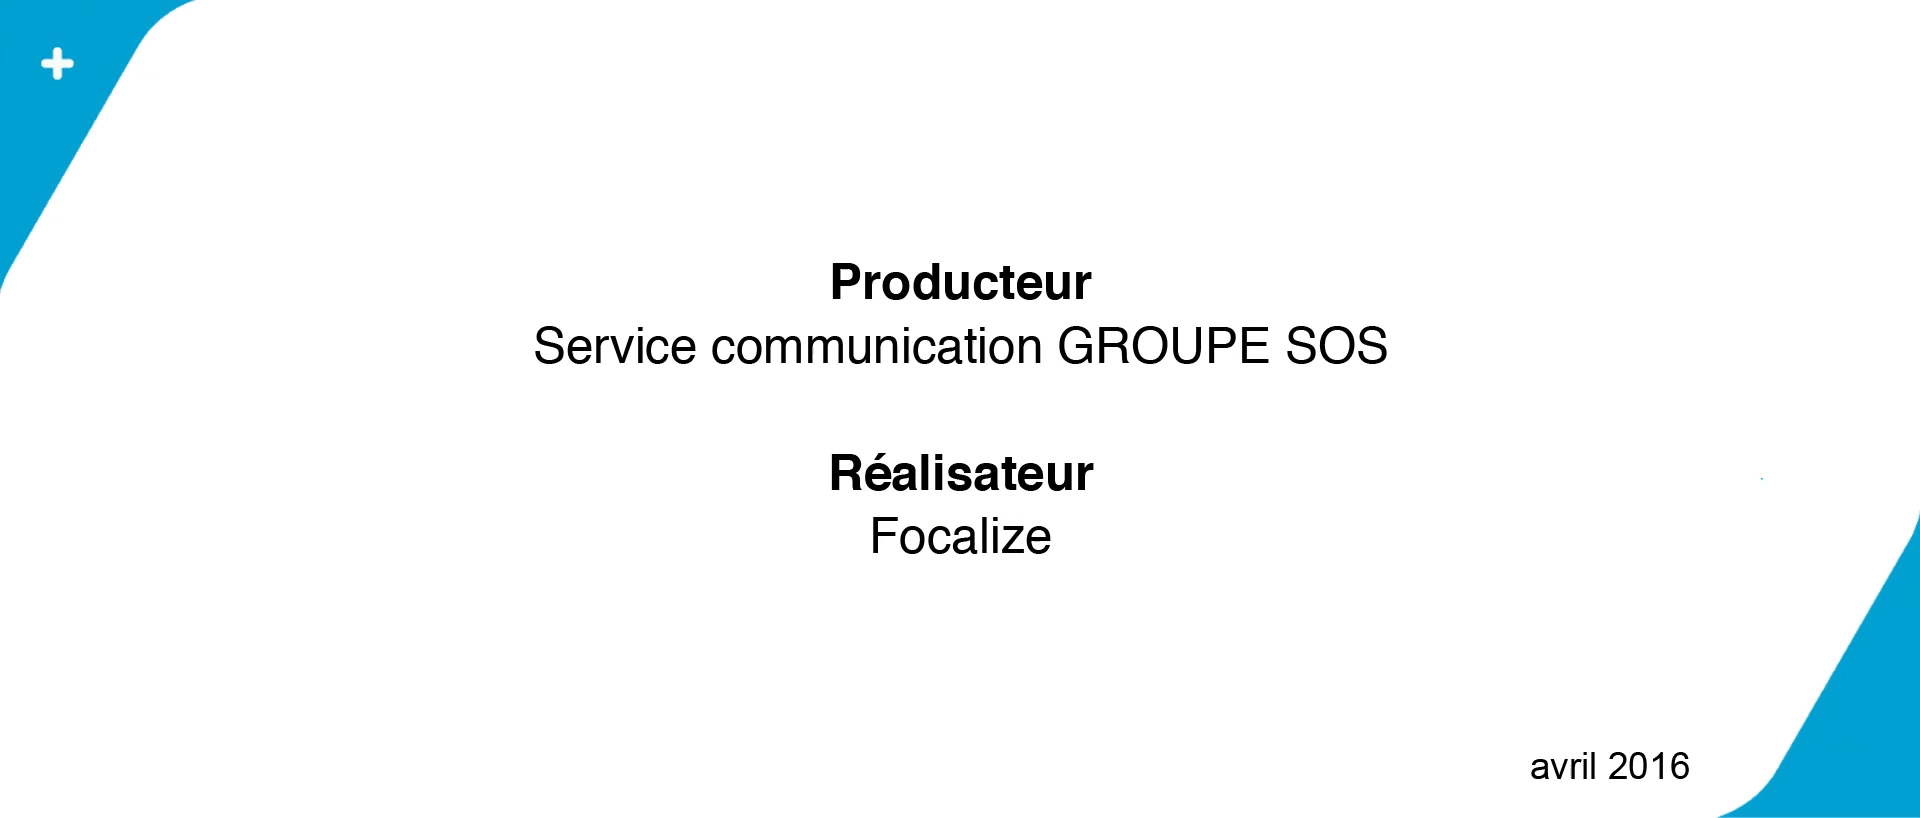 Producteur
Service communication GROUPE SOS
Réalisateur
Focalize
avril 2016